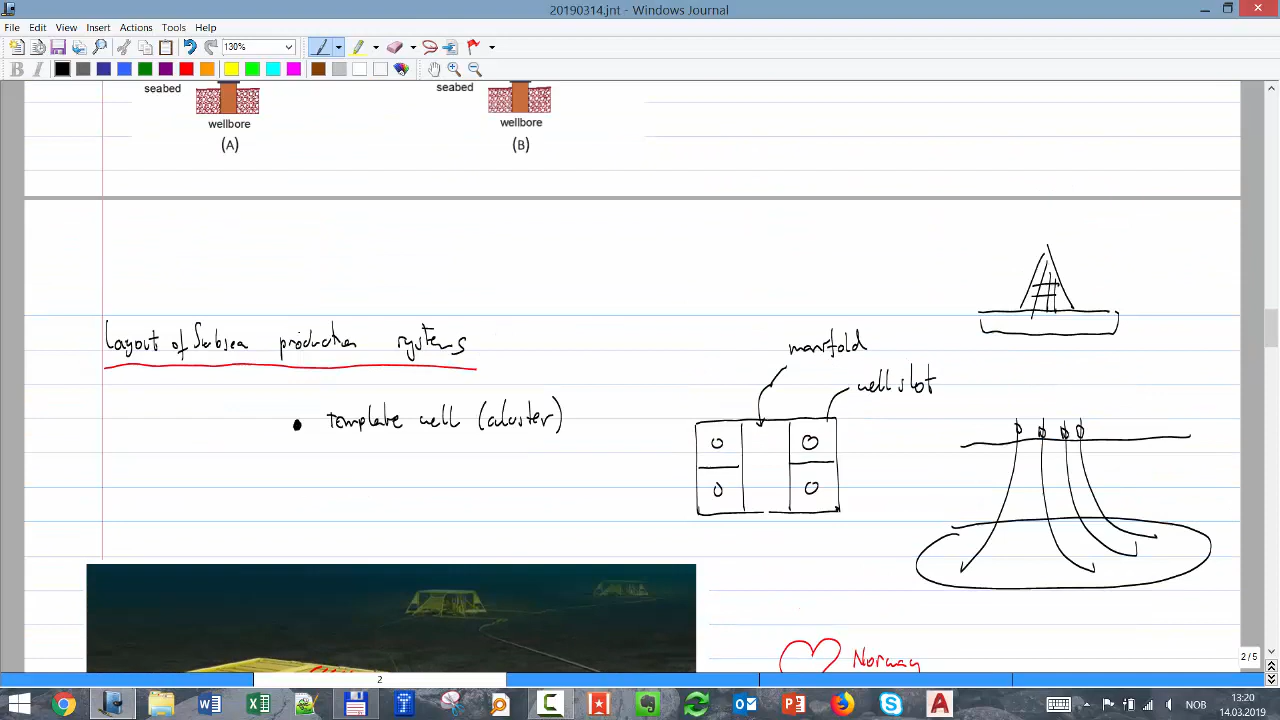 20190314.jnt - Windows Journal
File Edit View Insert Actions Tools Help
130%
B I
seabed
wellbore
(A)
seabed
wellbore
(B)
Layout of Subsea production systems
manifold
well slot
• Template well (cluster)
Norway
2/5
2
13:20
14.03.2019